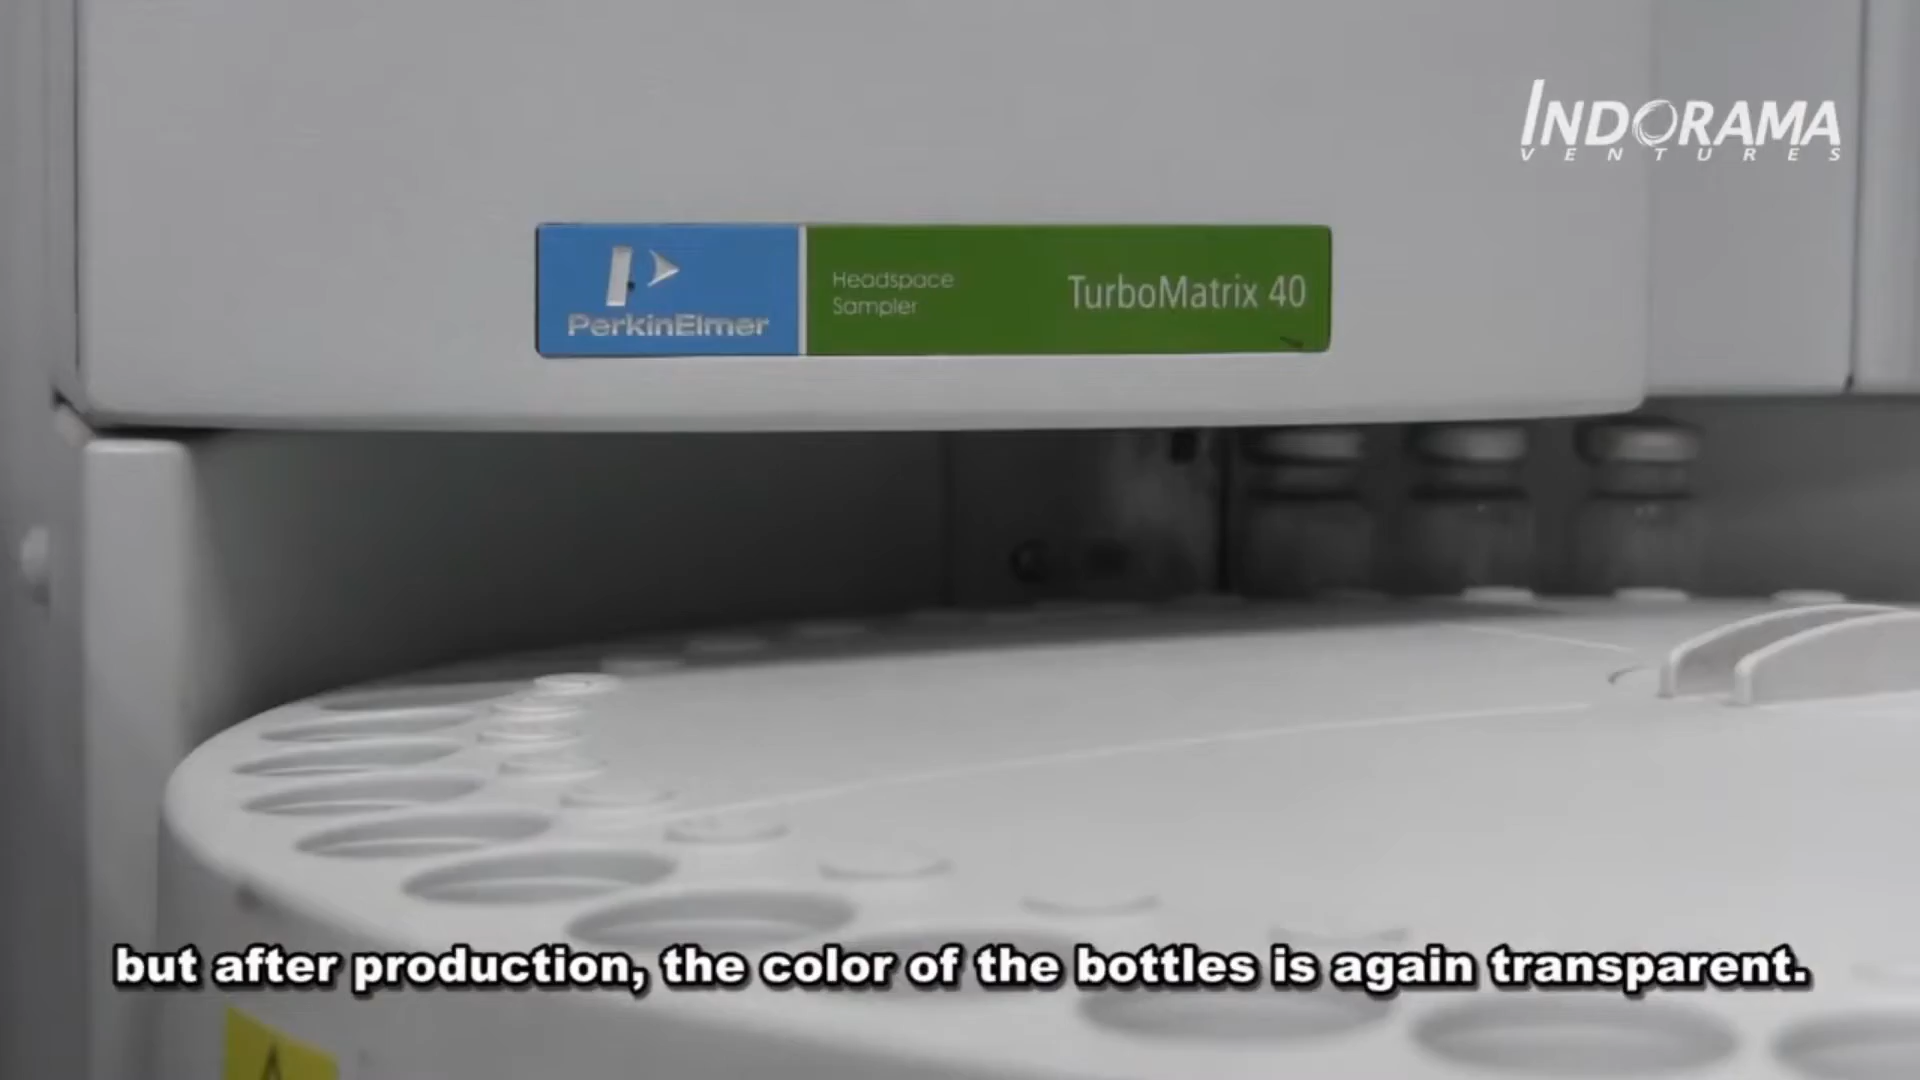 INDORAMA
VENTURES
PerkinElmer
Headspace
Sampler
TurboMatrix 40
but after production, the color of the bottles is again transparent.